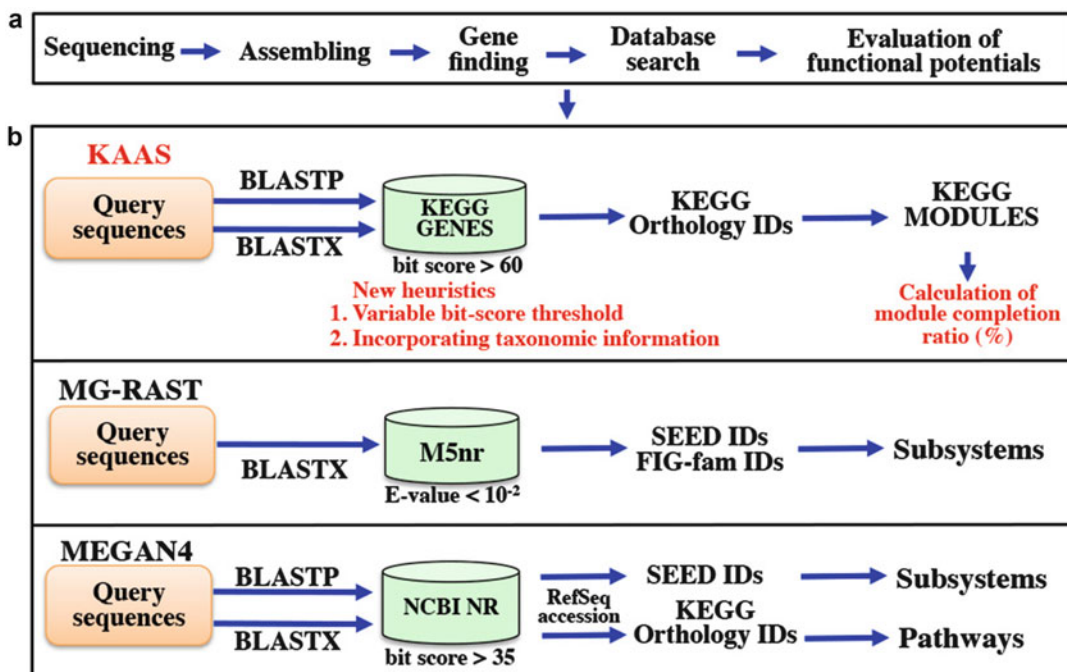 a
Sequencing
Assembling
Gene
finding
Database
search
Evaluation of
functional potentials
b
KAAS
Query
sequences
BLASTP
BLASTX
KEGG
GENES
bit score > 60
New heuristics
1. Variable bit-score threshold
2. Incorporating taxonomic information
KEGG
Orthology IDs
KEGG
MODULES
Calculation of
module completion
ratio (%)
MG-RAST
Query
sequences
BLASTX
M5nr
E-value < 10⁻²
SEED IDs
FIG-fam IDs
Subsystems
MEGAN4
Query
sequences
BLASTP
BLASTX
NCBI NR
bit score > 35
RefSeq
accession
SEED IDs
Subsystems
KEGG
Orthology IDs
Pathways